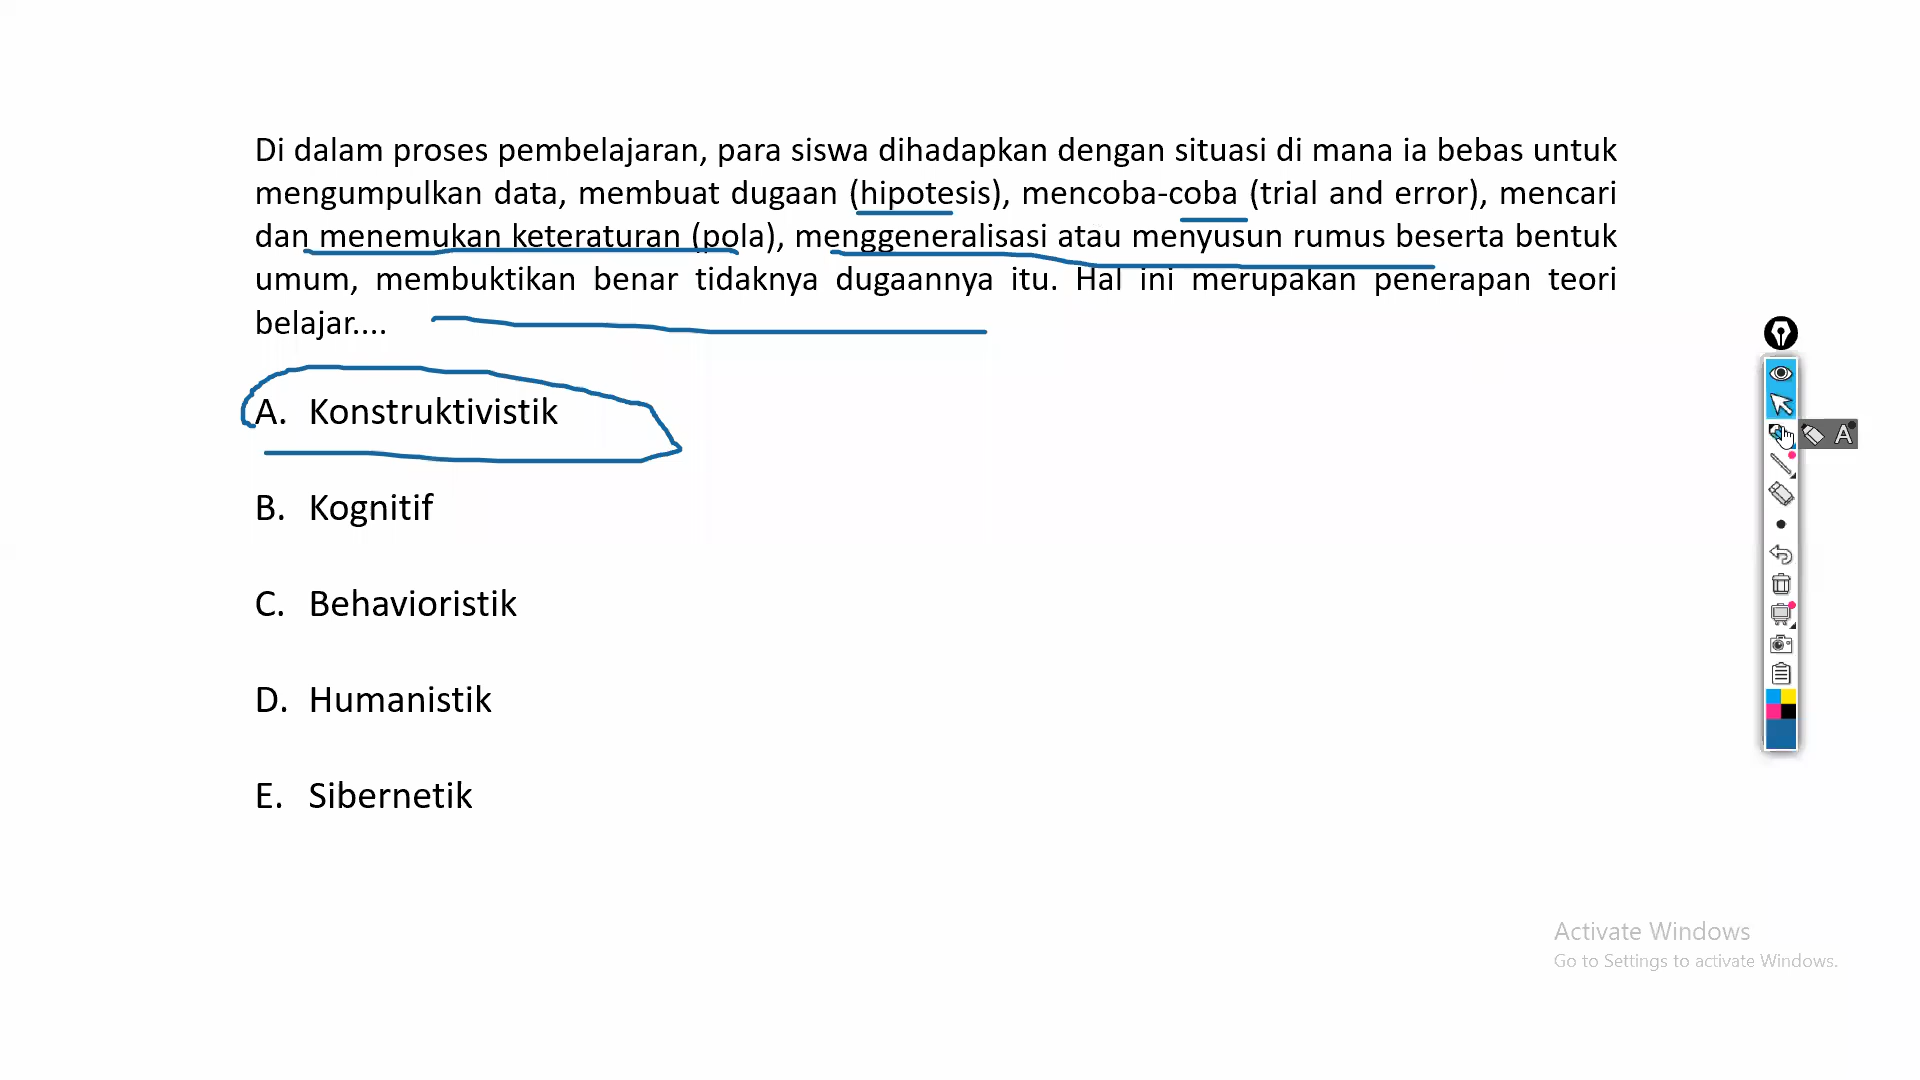 Di dalam proses pembelajaran, para siswa dihadapkan dengan situasi di mana ia bebas untuk
mengumpulkan data, membuat dugaan (hipotesis), mencoba-coba (trial and error), mencari
dan menemukan keteraturan (pola), menggeneralisasi atau menyusun rumus beserta bentuk
umum, membuktikan benar tidaknya dugaannya itu. Hal ini merupakan penerapan teori
belajar....
A. Konstruktivistik
B. Kognitif
C. Behavioristik
D. Humanistik
E. Sibernetik
A
Activate Windows
Go to Settings to activate Windows.